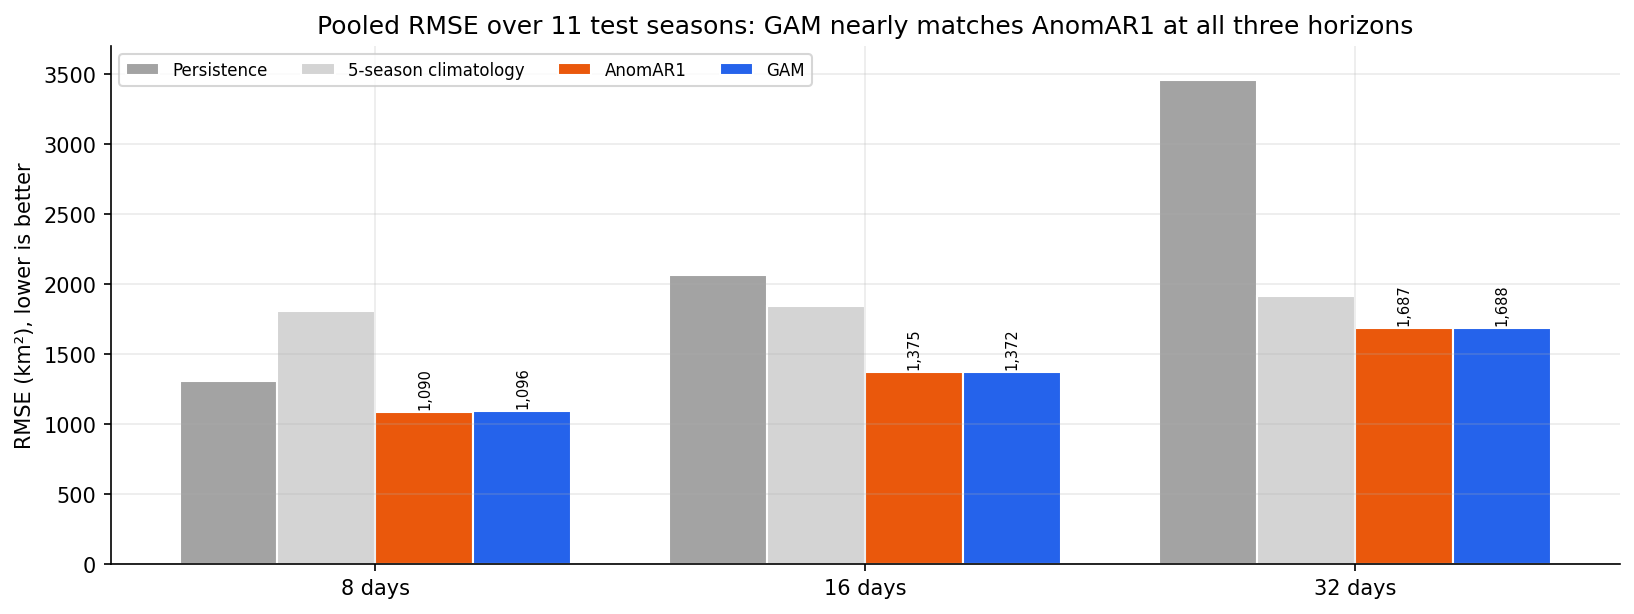 Pooled RMSE over 11 test seasons: GAM nearly matches AnomAR1 at all three horizons
Persistence
5-season climatology
AnomAR1
GAM
RMSE (km²), lower is better
3500
3000
2500
2000
1500
1000
500
0
1,090
1,096
1,375
1,372
1,687
1,688
8 days
16 days
32 days